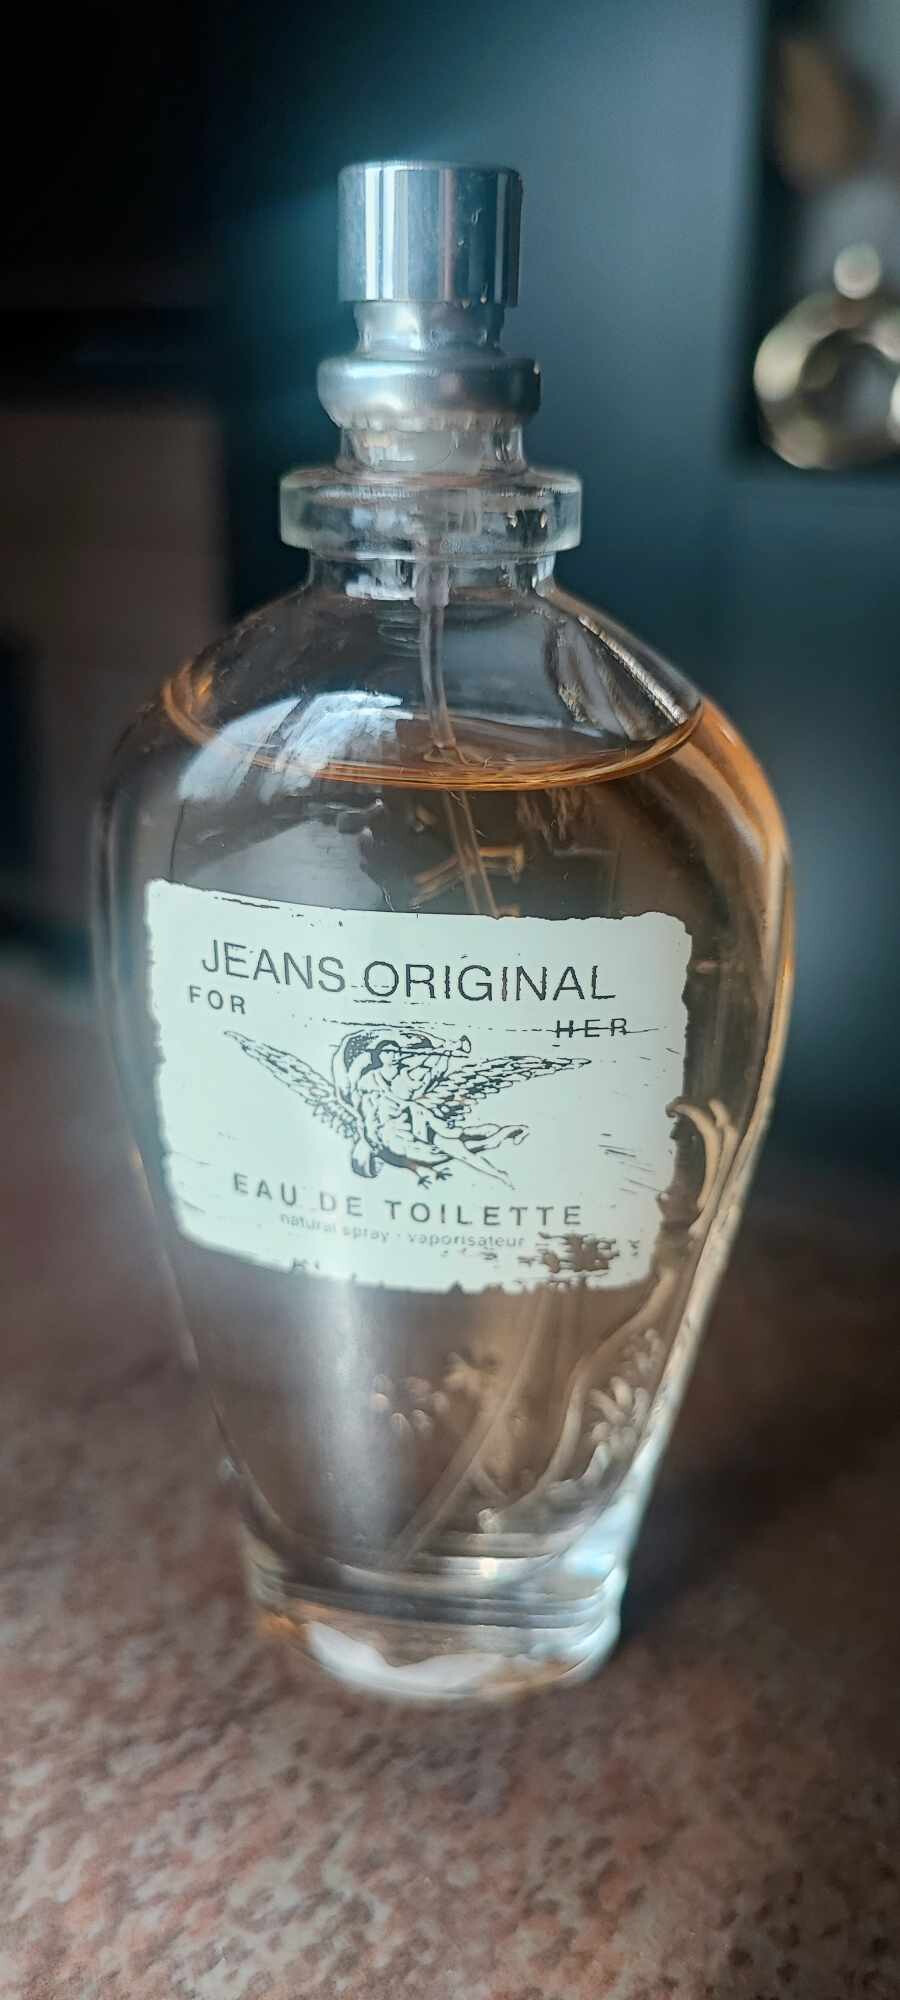 JEANS ORIGINAL
FOR HER
EAU DE TOILETTE
natural spray - vaporisateur